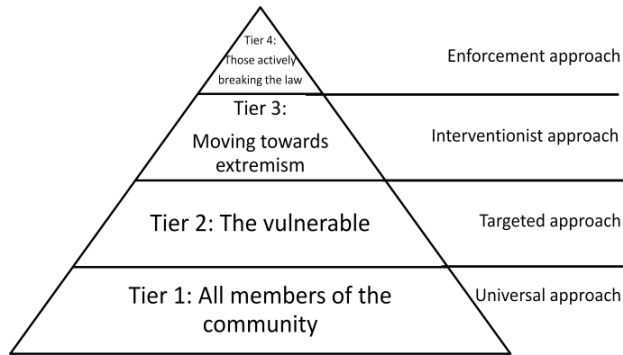 Tier 4:
Those actively
breaking the law
Enforcement approach
Tier 3:
Moving towards
extremism
Interventionist approach
Tier 2: The vulnerable
Targeted approach
Tier 1: All members of the
community
Universal approach